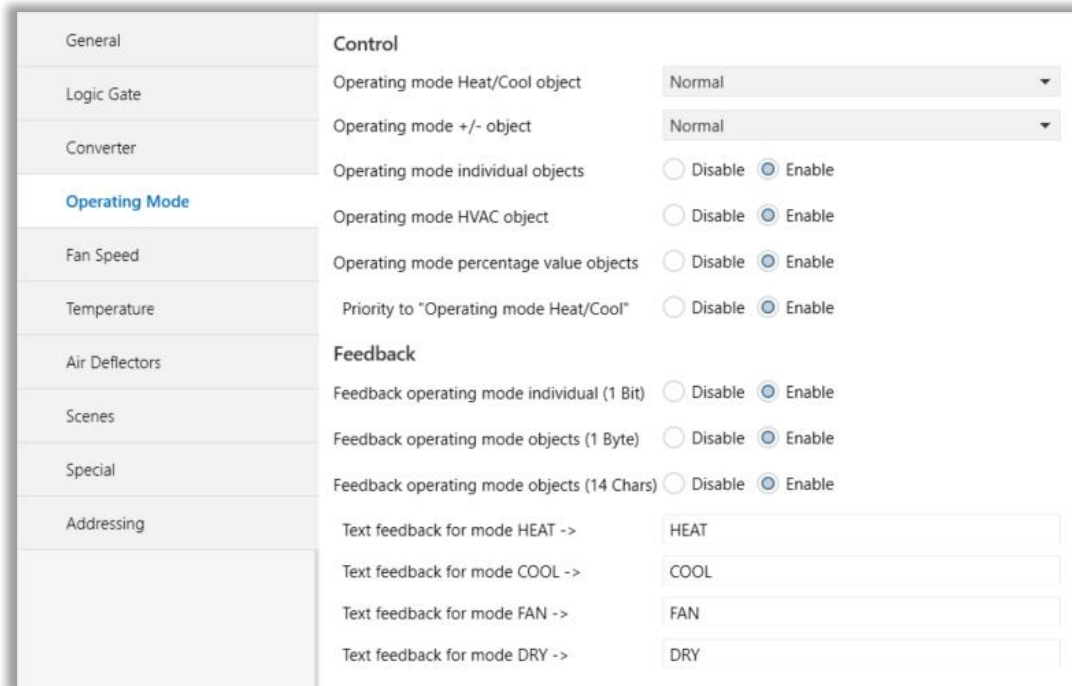 General
Logic Gate
Converter
Operating Mode
Fan Speed
Temperature
Air Deflectors
Scenes
Special
Addressing
Control
Operating mode Heat/Cool object Normal
Operating mode +/- object Normal
Operating mode individual objects Disable Enable
Operating mode HVAC object Disable Enable
Operating mode percentage value objects Disable Enable
Priority to "Operating mode Heat/Cool" Disable Enable
Feedback
Feedback operating mode individual (1 Bit) Disable Enable
Feedback operating mode objects (1 Byte) Disable Enable
Feedback operating mode objects (14 Chars) Disable Enable
Text feedback for mode HEAT -> HEAT
Text feedback for mode COOL -> COOL
Text feedback for mode FAN -> FAN
Text feedback for mode DRY -> DRY